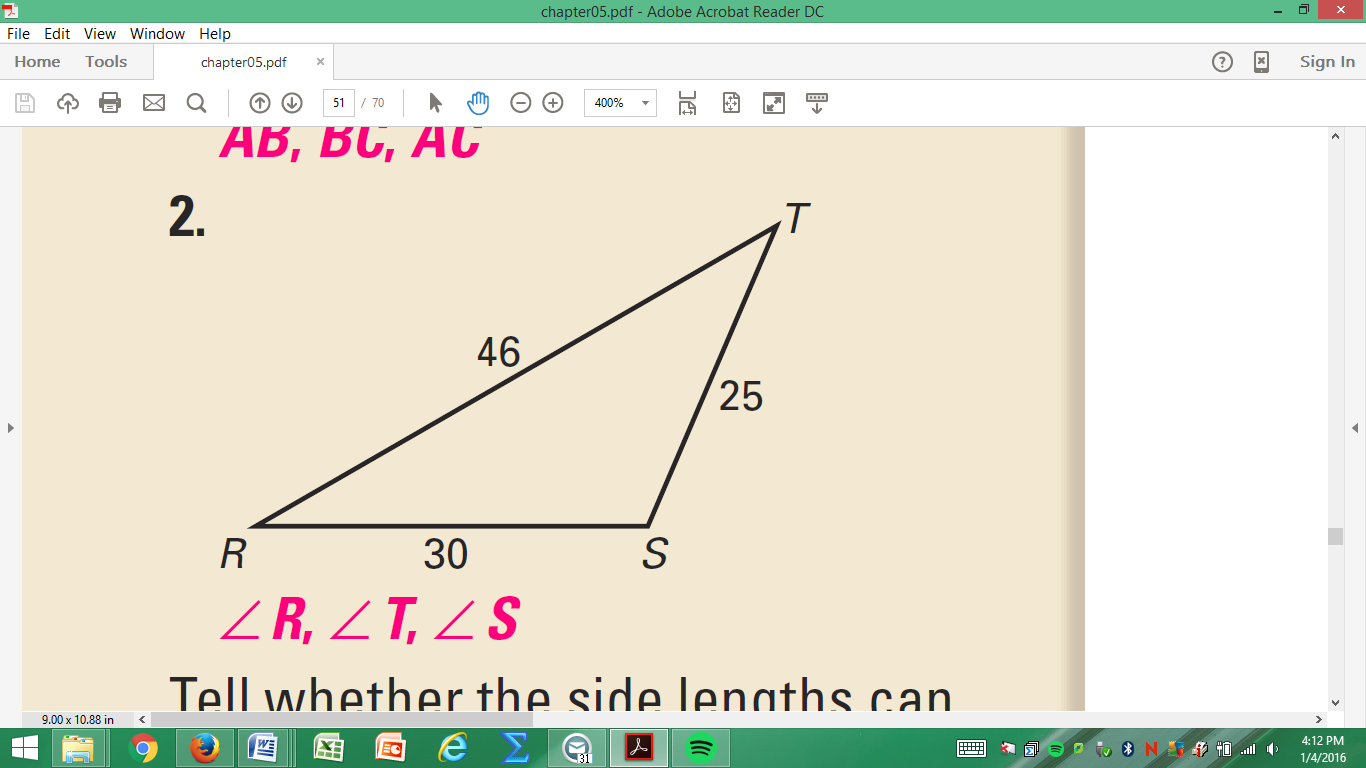 chapter05.pdf - Adobe Acrobat Reader DC
File Edit View Window Help
Home Tools chapter05.pdf × Sign In
51 / 70 400%
AB, BC, AC
2.
T
46
25
R 30 S
∠ R, ∠ T, ∠ S
Tell whether the side lengths can
9.00 x 10.88 in
31
4:12 PM
1/4/2016